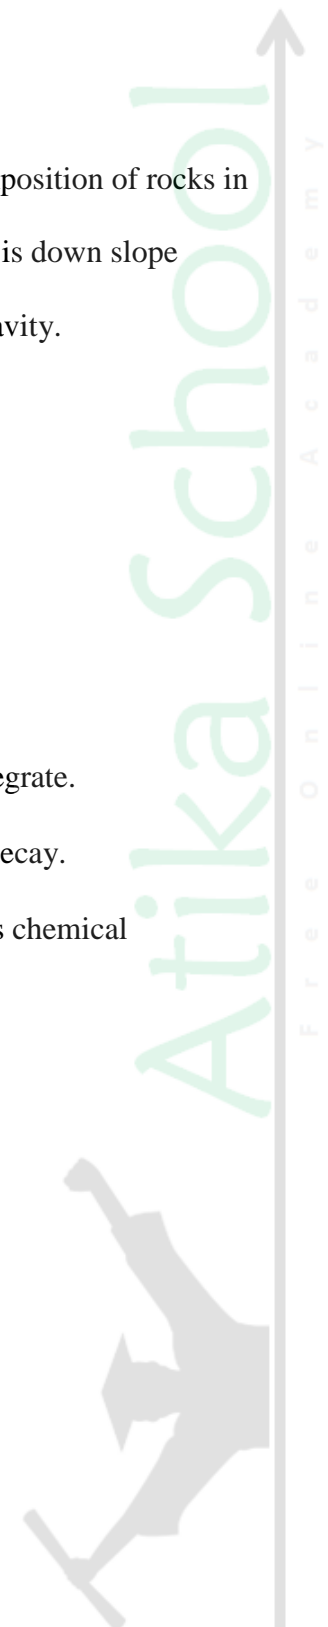 position of rocks in
is down slope
avity.
egrate.
ecay.
s chemical
Atika School
Free Online Academy